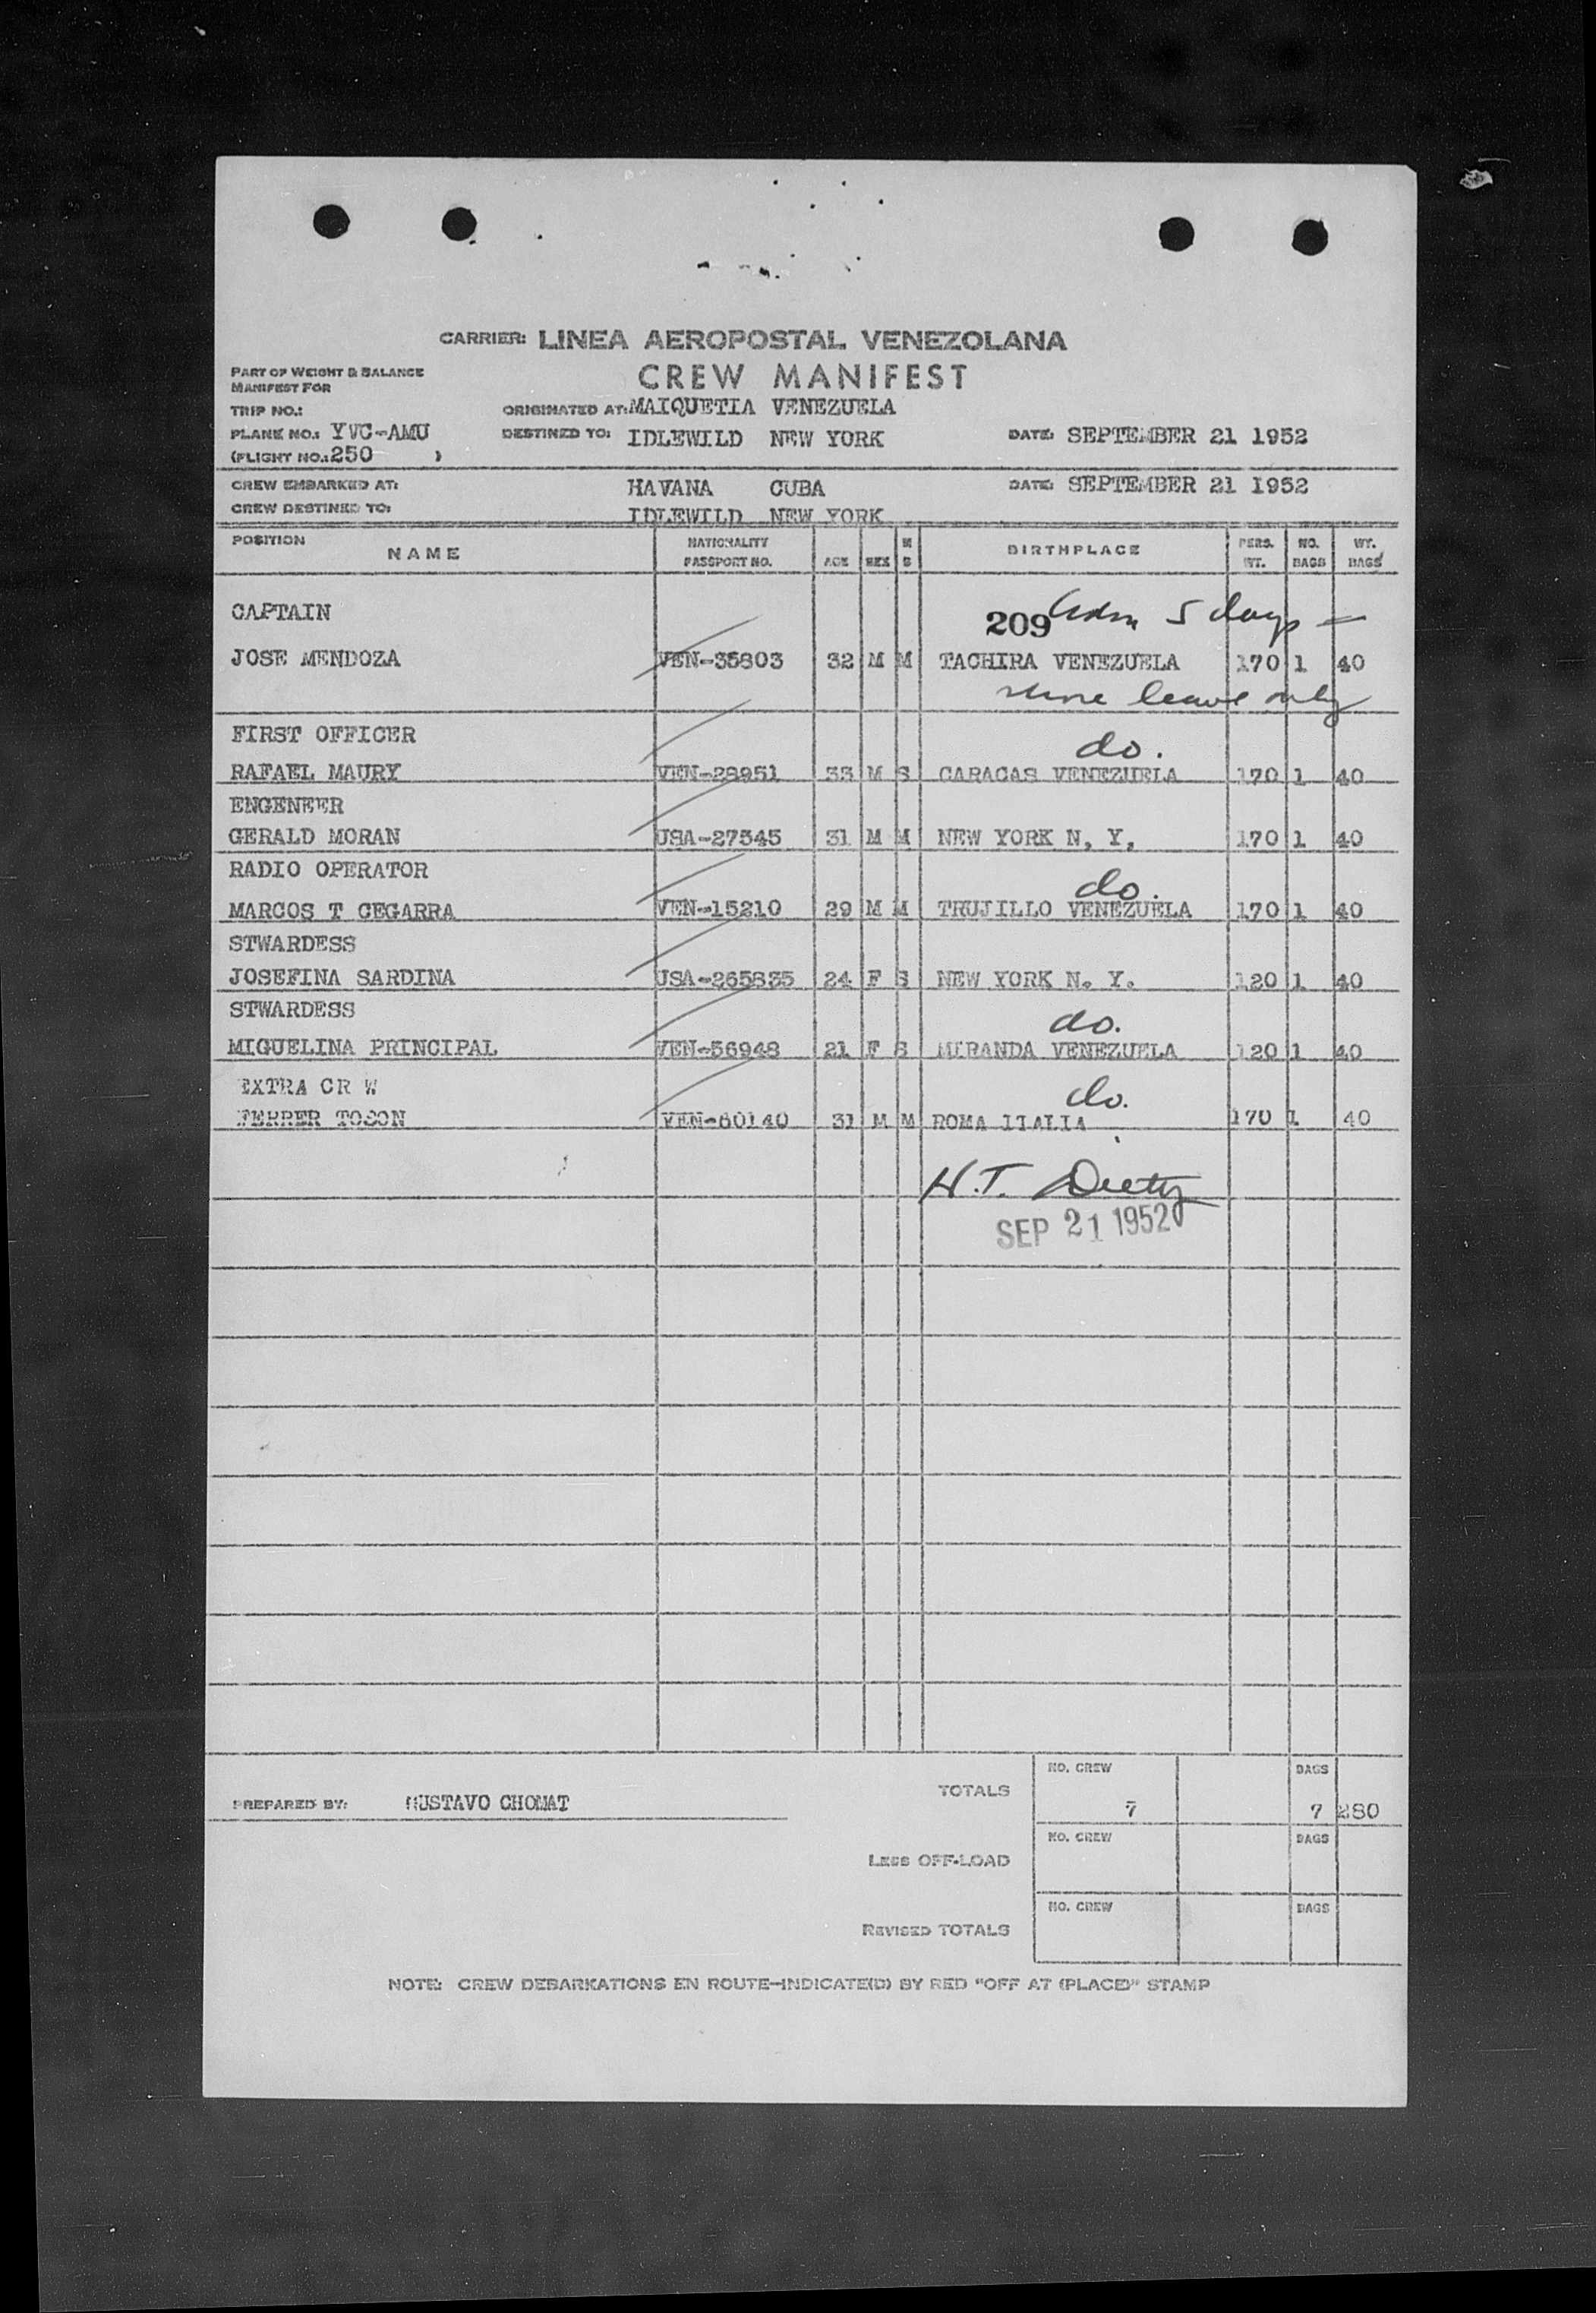 CARRIER: LINEA AEROPOSTAL VENEZOLANA
PART OF WEIGHT & BALANCE
MANIFEST FOR
CREW MANIFEST
TRIP NO.:
ORIGINATED AT: MAIQUETIA VENEZUELA
PLANE NO.: YVC-AMU
DESTINED TO: IDLEWILD NEW YORK
DATE: SEPTEMBER 21 1952
(FLIGHT NO.: 250 )
CREW EMBARKED AT: HAVANA CUBA
DATE: SEPTEMBER 21 1952
CREW DESTINED TO: IDLEWILD NEW YORK
POSITION NAME NATIONALITY PASSPORT NO. AGE SEX M S BIRTHPLACE PERS. WT. NO. BAGS WT. BAGS
CAPTAIN 209 Adm 5 days —
JOSE MENDOZA VEN-35803 32 M M TACHIRA VENEZUELA 170 1 40
shore leave only
FIRST OFFICER do.
RAFAEL MAURY VEN-28951 33 M S CARACAS VENEZUELA 170 1 40
ENGENEER
GERALD MORAN USA-27545 31 M M NEW YORK N, Y, 170 1 40
RADIO OPERATOR do.
MARCOS T CEGARRA VEN-15210 29 M M TRUJILLO VENEZUELA 170 1 40
STWARDESS
JOSEFINA SARDINA USA-265835 24 F S NEW YORK N. Y. 120 1 40
STWARDESS do.
MIGUELINA PRINCIPAL VEN-56948 21 F S MIRANDA VENEZUELA 120 1 40
EXTRA CR W do.
FERRER TOSON VEN-60140 31 M M ROMA ITALIA 170 1 40
H.T.
SEP 21 1952
NO. CREW BAGS
PREPARED BY: GUSTAVO CHOMAT
TOTALS 7 7 280
NO. CREW BAGS
LESS OFF-LOAD
NO. CREW BAGS
REVISED TOTALS
NOTE: CREW DEBARKATIONS EN ROUTE—INDICATE(D) BY RED "OFF AT (PLACE)" STAMP